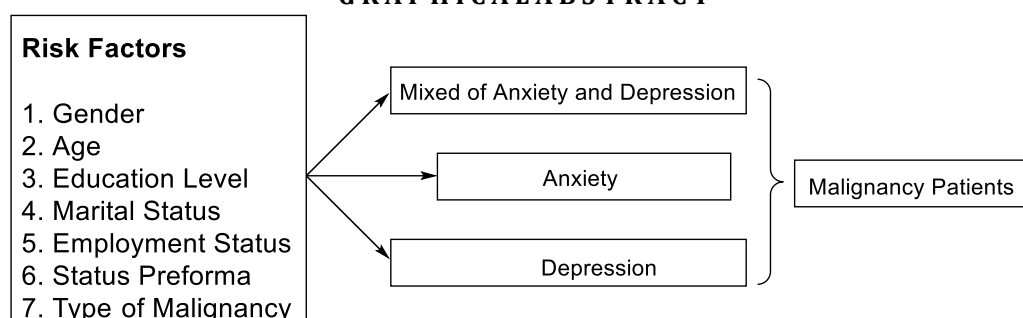 G R A P H I C A L A B S T R A C T
Risk Factors
1. Gender
2. Age
3. Education Level
4. Marital Status
5. Employment Status
6. Status Preforma
7. Type of Malignancy
Mixed of Anxiety and Depression
Anxiety
Depression
Malignancy Patients